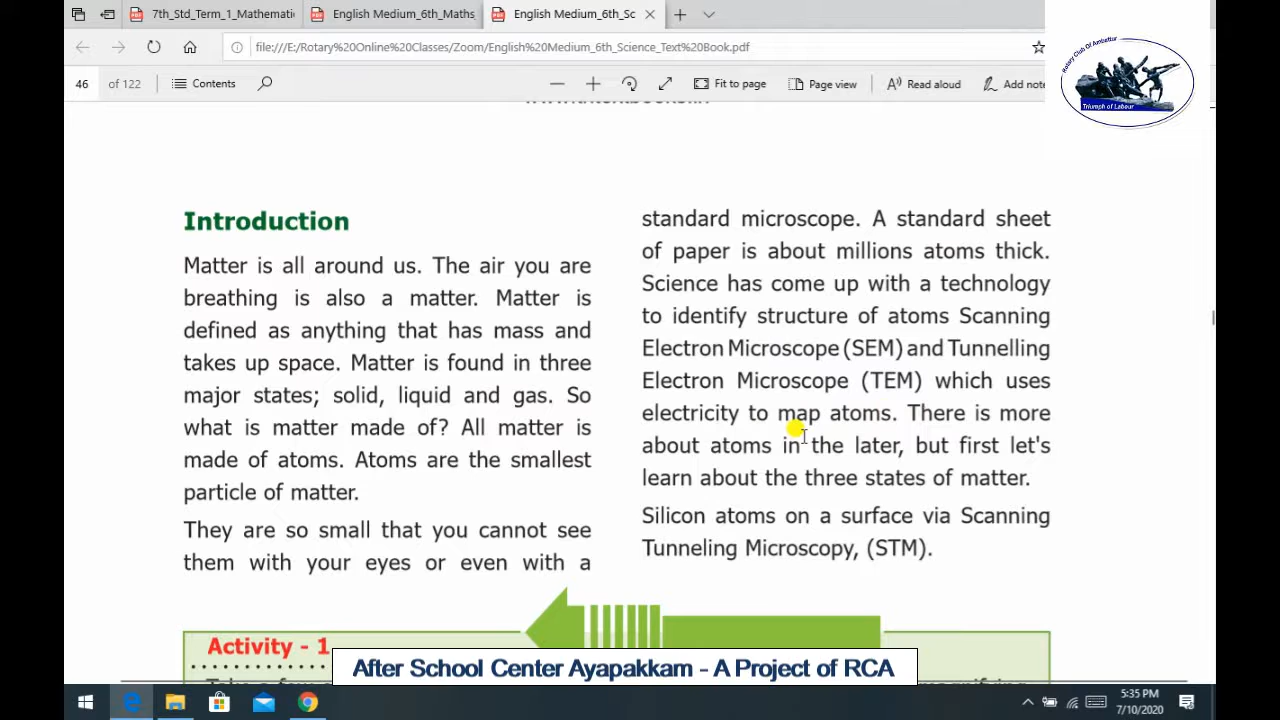 7th_Std_Term_1_Mathemati
English Medium_6th_Maths_
English Medium_6th_Sc
file:///E:/Rotary%20Online%20Classes/Zoom/English%20Medium_6th_Science_Text%20Book.pdf
46 of 122
Contents
Fit to page
Page view
Read aloud
Add note
Rotary Club Of Ambattur
Triumph of Labour
Introduction
Matter is all around us. The air you are
breathing is also a matter. Matter is
defined as anything that has mass and
takes up space. Matter is found in three
major states; solid, liquid and gas. So
what is matter made of? All matter is
made of atoms. Atoms are the smallest
particle of matter.
They are so small that you cannot see
them with your eyes or even with a
standard microscope. A standard sheet
of paper is about millions atoms thick.
Science has come up with a technology
to identify structure of atoms Scanning
Electron Microscope (SEM) and Tunnelling
Electron Microscope (TEM) which uses
electricity to map atoms. There is more
about atoms in the later, but first let's
learn about the three states of matter.
Silicon atoms on a surface via Scanning
Tunneling Microscopy, (STM).
Activity - 1
After School Center Ayapakkam - A Project of RCA
5:35 PM
7/10/2020